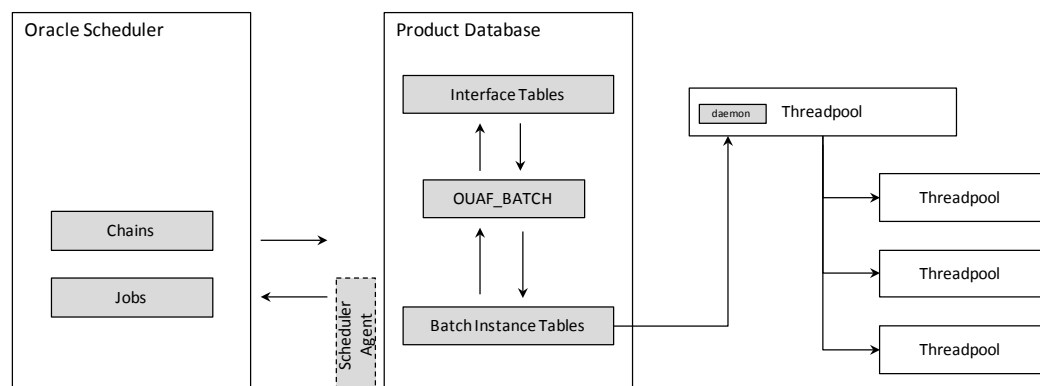 Oracle Scheduler
Chains
Jobs
Scheduler
Agent
Product Database
Interface Tables
OUAF_BATCH
Batch Instance Tables
daemon Threadpool
Threadpool
Threadpool
Threadpool